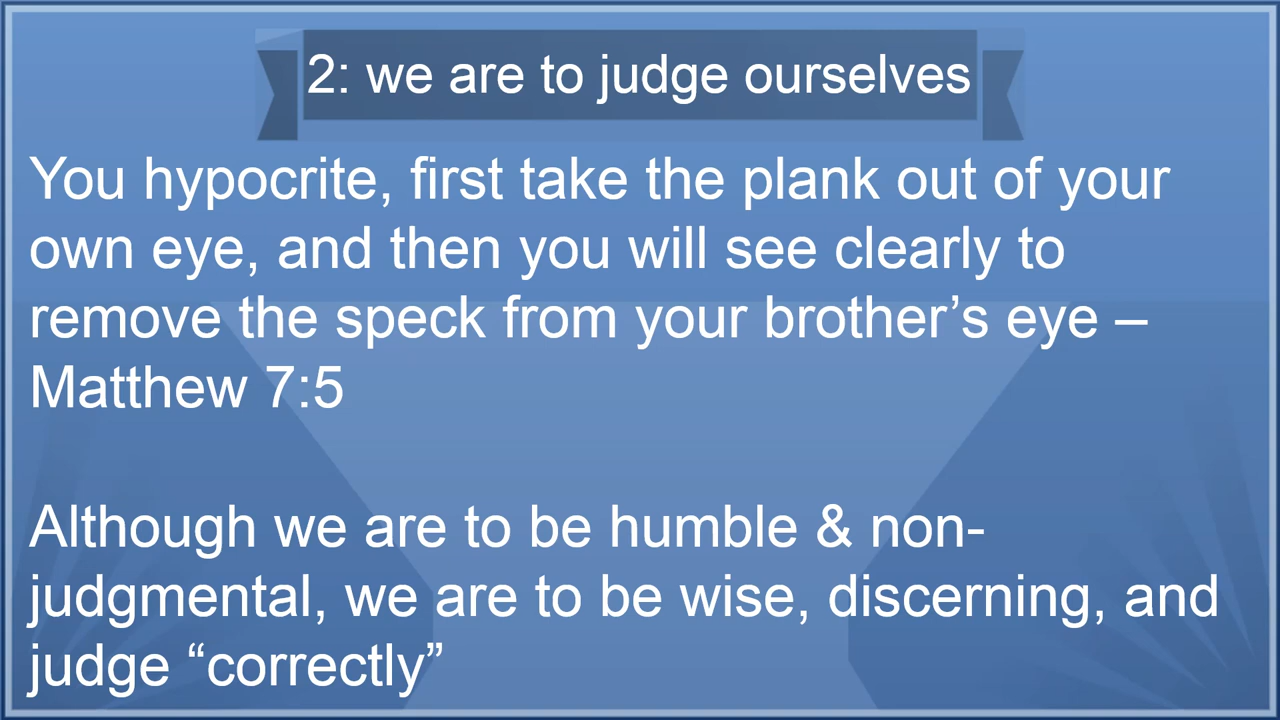 2: we are to judge ourselves
You hypocrite, first take the plank out of your
own eye, and then you will see clearly to
remove the speck from your brother’s eye –
Matthew 7:5
Although we are to be humble & non-
judgmental, we are to be wise, discerning, and
judge “correctly”